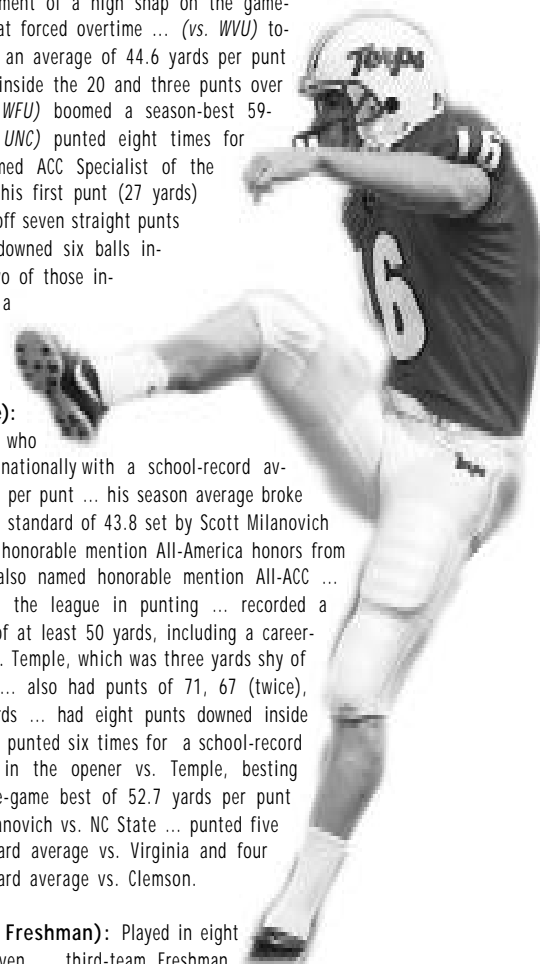 ment of a high snap on the game-
at forced overtime ... (vs. WVU) to-
an average of 44.6 yards per punt
inside the 20 and three punts over
WFU) boomed a season-best 59-
UNC) punted eight times for
med ACC Specialist of the
his first punt (27 yards)
off seven straight punts
downed six balls in-
o of those in-
a
e):
who
nationally with a school-record av-
per punt ... his season average broke
standard of 43.8 set by Scott Milanovich
honorable mention All-America honors from
also named honorable mention All-ACC ...
the league in punting ... recorded a
of at least 50 yards, including a career-
. Temple, which was three yards shy of
... also had punts of 71, 67 (twice),
rds ... had eight punts downed inside
punted six times for a school-record
in the opener vs. Temple, besting
e-game best of 52.7 yards per punt
anovich vs. NC State ... punted five
ard average vs. Virginia and four
ard average vs. Clemson.
Freshman): Played in eight
ven ... third-team Freshman
Terps
16
6